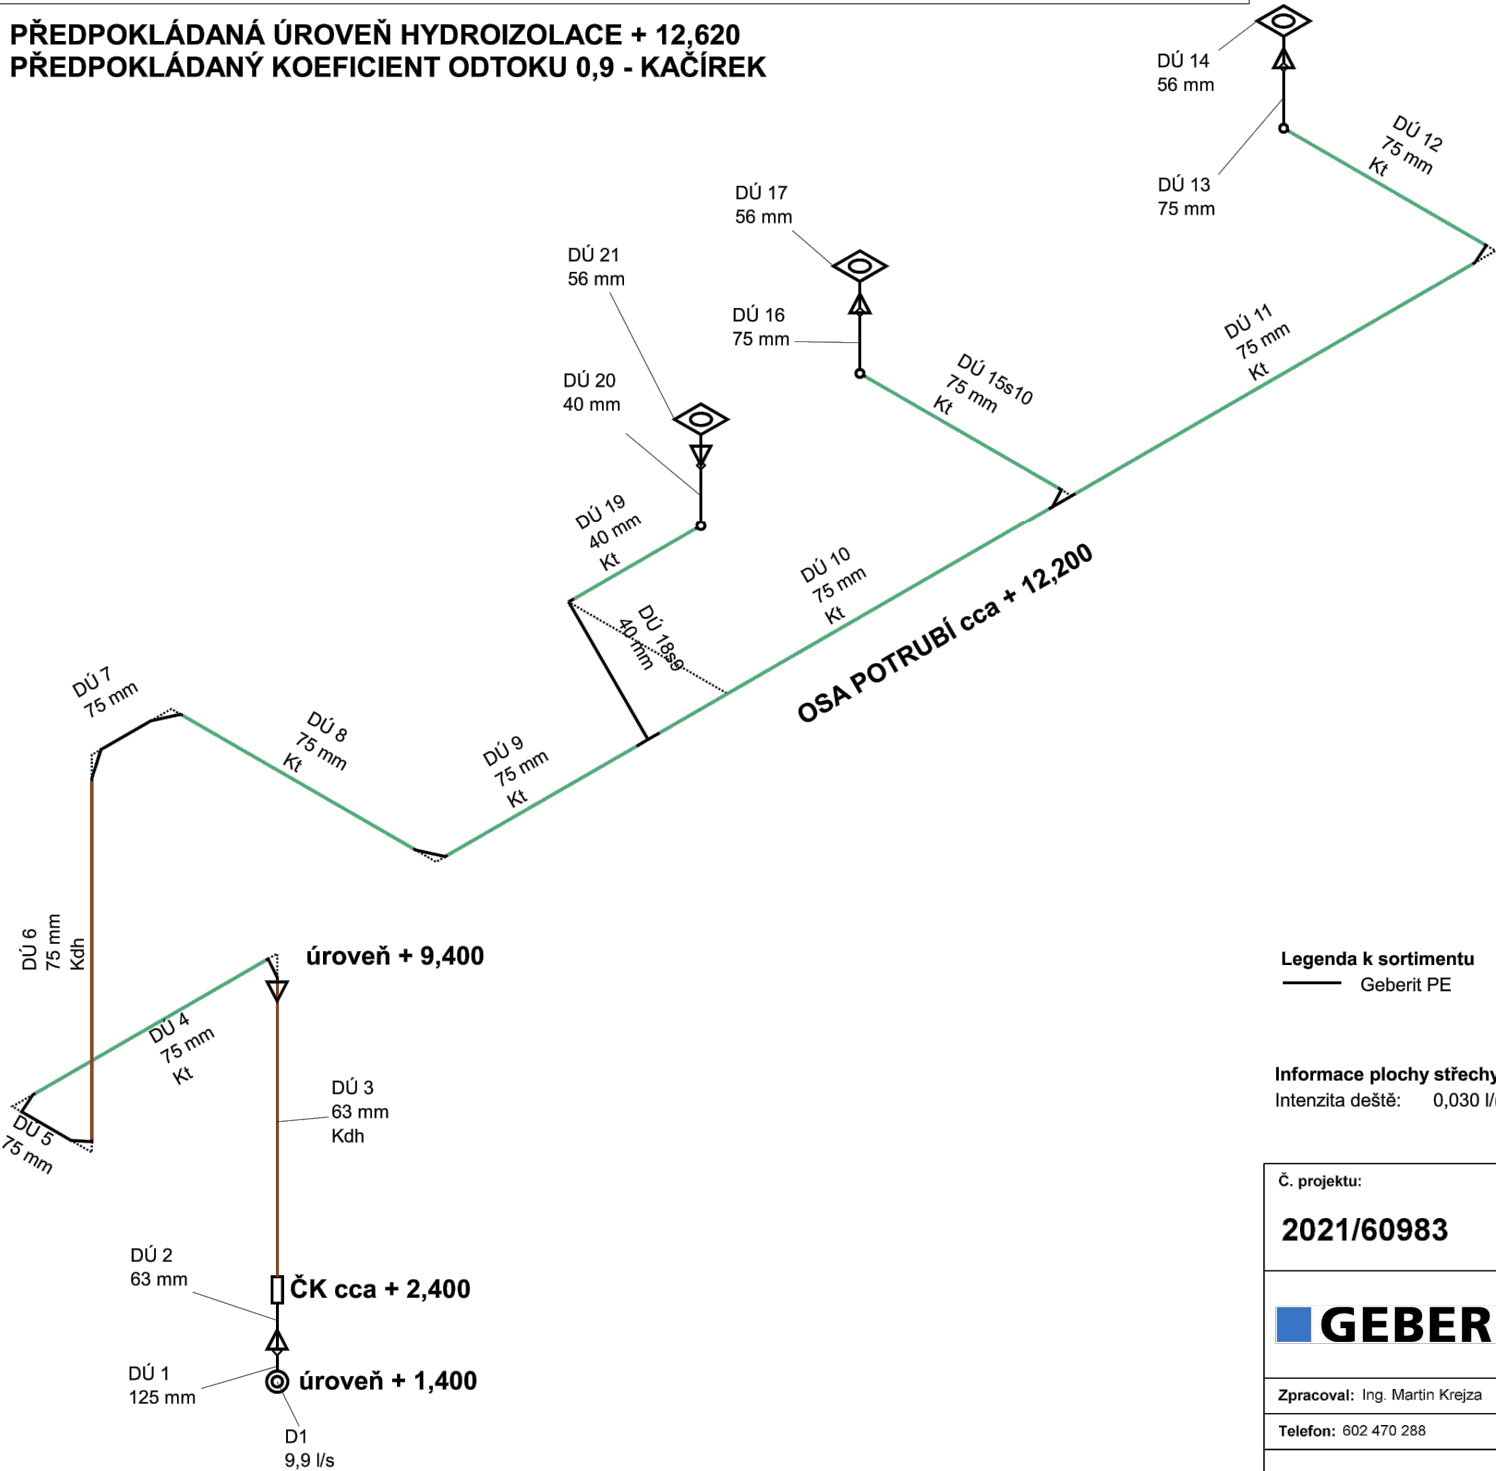 PŘEDPOKLÁDANÁ ÚROVEŇ HYDROIZOLACE + 12,620
PŘEDPOKLÁDANÝ KOEFICIENT ODTOKU 0,9 - KAČÍREK
DÚ 14
56 mm
DÚ 12
75 mm
Kt
DÚ 13
75 mm
DÚ 17
56 mm
DÚ 21
56 mm
DÚ 16
75 mm
DÚ 11
75 mm
Kt
DÚ 20
40 mm
DÚ 15s10
75 mm
Kt
DÚ 19
40 mm
Kt
DÚ 10
75 mm
Kt
OSA POTRUBÍ cca + 12,200
DÚ 18s9
40 mm
DÚ 7
75 mm
DÚ 8
75 mm
Kt
DÚ 9
75 mm
Kt
DÚ 6
75 mm
Kdh
úroveň + 9,400
DÚ 4
75 mm
Kt
DÚ 5
75 mm
DÚ 3
63 mm
Kdh
DÚ 2
63 mm
ČK cca + 2,400
DÚ 1
125 mm
úroveň + 1,400
D1
9,9 l/s
Legenda k sortimentu
Geberit PE
Informace plochy střechy
Intenzita deště: 0,030 l/
Č. projektu:
2021/60983
GEBER
Zpracoval: Ing. Martin Krejza
Telefon: 602 470 288